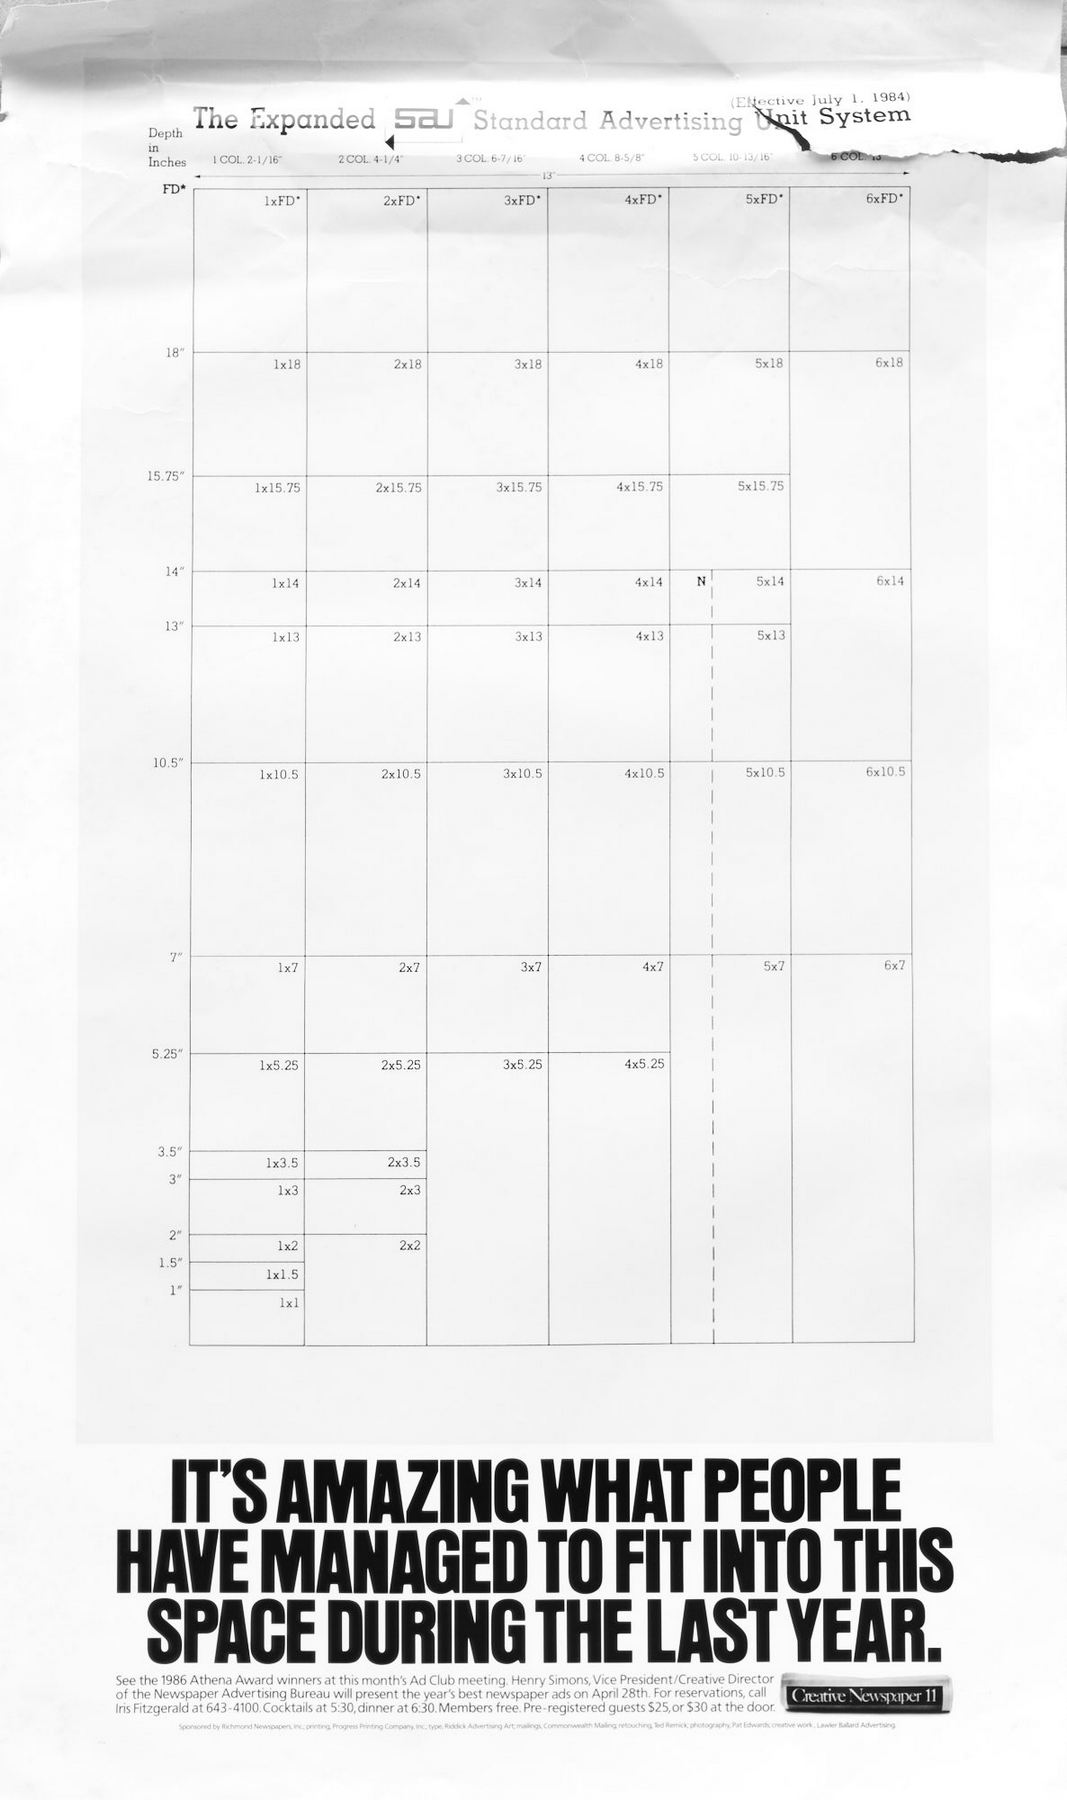 (Effective July 1, 1984)
The Expanded sau™ Standard Advertising Unit System
Depth
in
Inches
1 COL. 2-1/16" 2 COL. 4-1/4" 3 COL. 6-7/16" 4 COL. 8-5/8" 5 COL. 10-13/16" 6 COL. 13
13"
FD*
1xFD* 2xFD* 3xFD* 4xFD* 5xFD* 6xFD*
18"
1x18 2x18 3x18 4x18 5x18 6x18
15.75"
1x15.75 2x15.75 3x15.75 4x15.75 5x15.75
14"
1x14 2x14 3x14 4x14 N 5x14 6x14
13"
1x13 2x13 3x13 4x13 5x13
10.5"
1x10.5 2x10.5 3x10.5 4x10.5 5x10.5 6x10.5
7"
1x7 2x7 3x7 4x7 5x7 6x7
5.25"
1x5.25 2x5.25 3x5.25 4x5.25
3.5"
1x3.5 2x3.5
3"
1x3 2x3
2"
1x2 2x2
1.5"
1x1.5
1"
1x1
IT'S AMAZING WHAT PEOPLE
HAVE MANAGED TO FIT INTO THIS
SPACE DURING THE LAST YEAR.
See the 1986 Athena Award winners at this month's Ad Club meeting. Henry Simons, Vice President/Creative Director
of the Newspaper Advertising Bureau will present the year's best newspaper ads on April 28th. For reservations, call
Iris Fitzgerald at 643-4100. Cocktails at 5:30, dinner at 6:30. Members free. Pre-registered guests $25, or $30 at the door.
Creative Newspaper 11
Sponsored by Richmond Newspapers, Inc.; printing, Progress Printing Company, Inc.; type, Riddick Advertising Art; mailings, Commonwealth Mailing; retouching, Ted Remick; photography, Pat Edwards; creative work, Lawler Ballard Advertising.